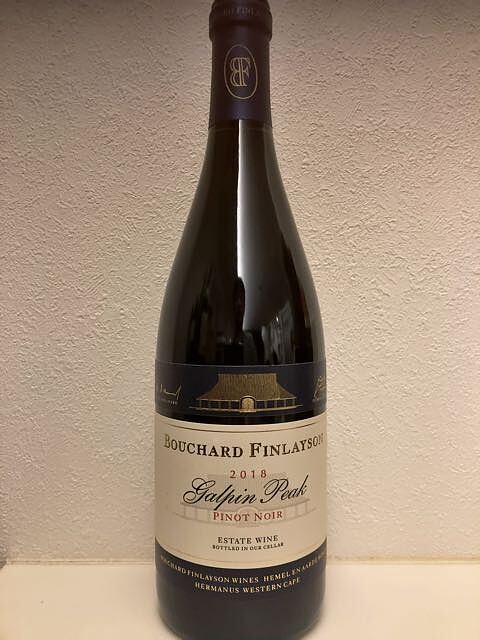 BF
BOUCHARD FINLAYSON
2018
Galpin Peak
PINOT NOIR
ESTATE WINE
BOTTLED IN OUR CELLAR
BOUCHARD FINLAYSON WINES HEMEL EN AARDE
HERMANUS WESTERN CAPE